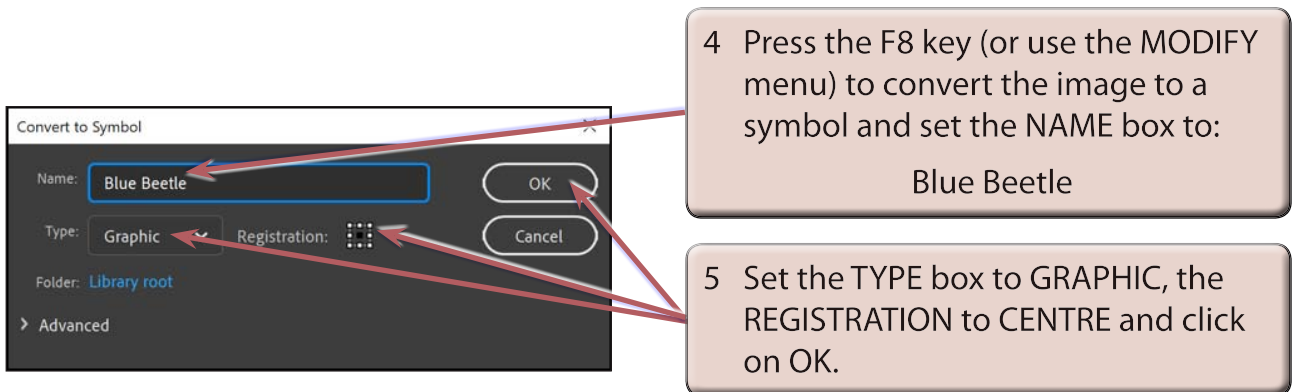 4 Press the F8 key (or use the MODIFY
menu) to convert the image to a
symbol and set the NAME box to:
Blue Beetle
Convert to Symbol
Name: Blue Beetle OK
Type: Graphic Registration: Cancel
Folder: Library root
> Advanced
5 Set the TYPE box to GRAPHIC, the
REGISTRATION to CENTRE and click
on OK.